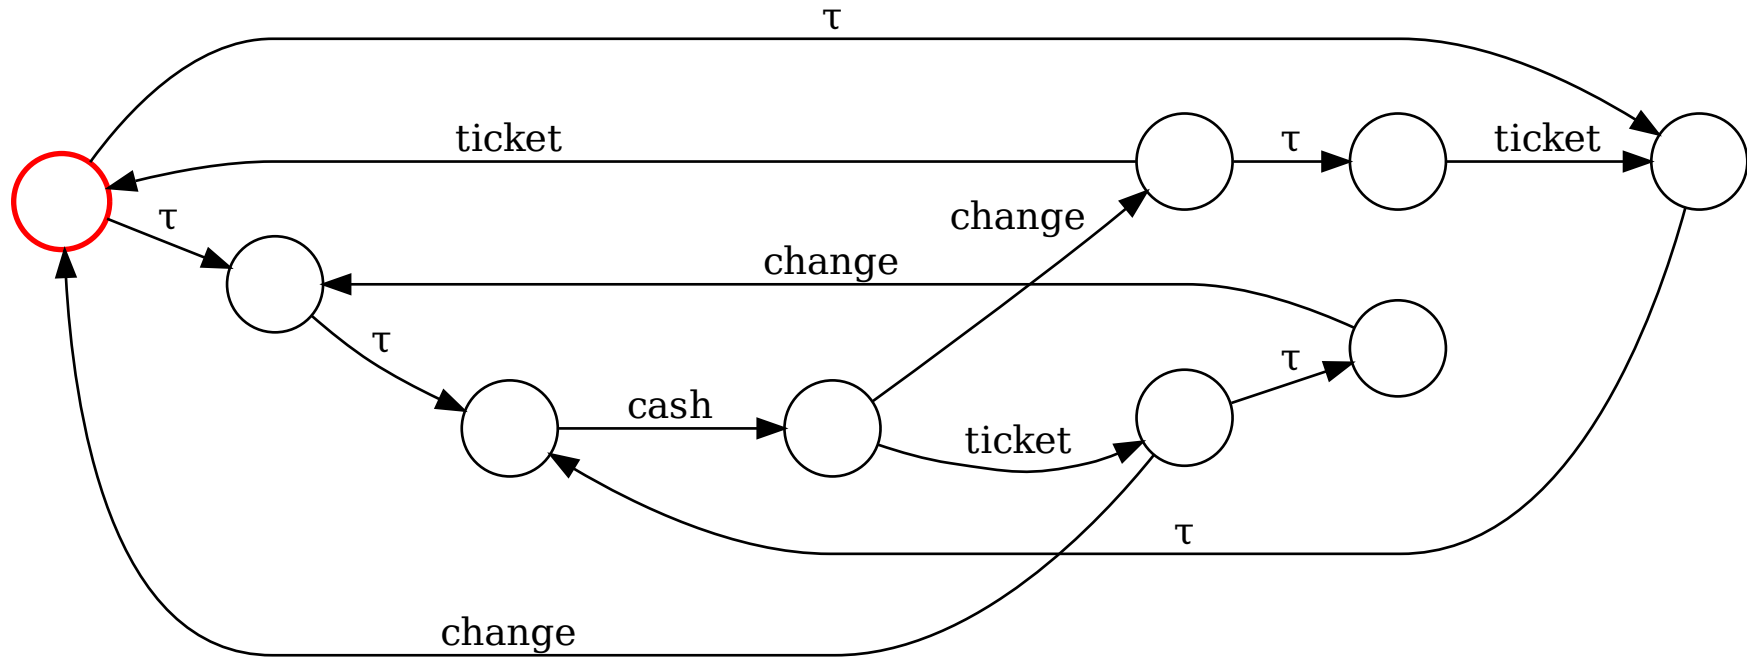 τ
ticket
τ
ticket
τ
change
change
τ
τ
cash
ticket
τ
change